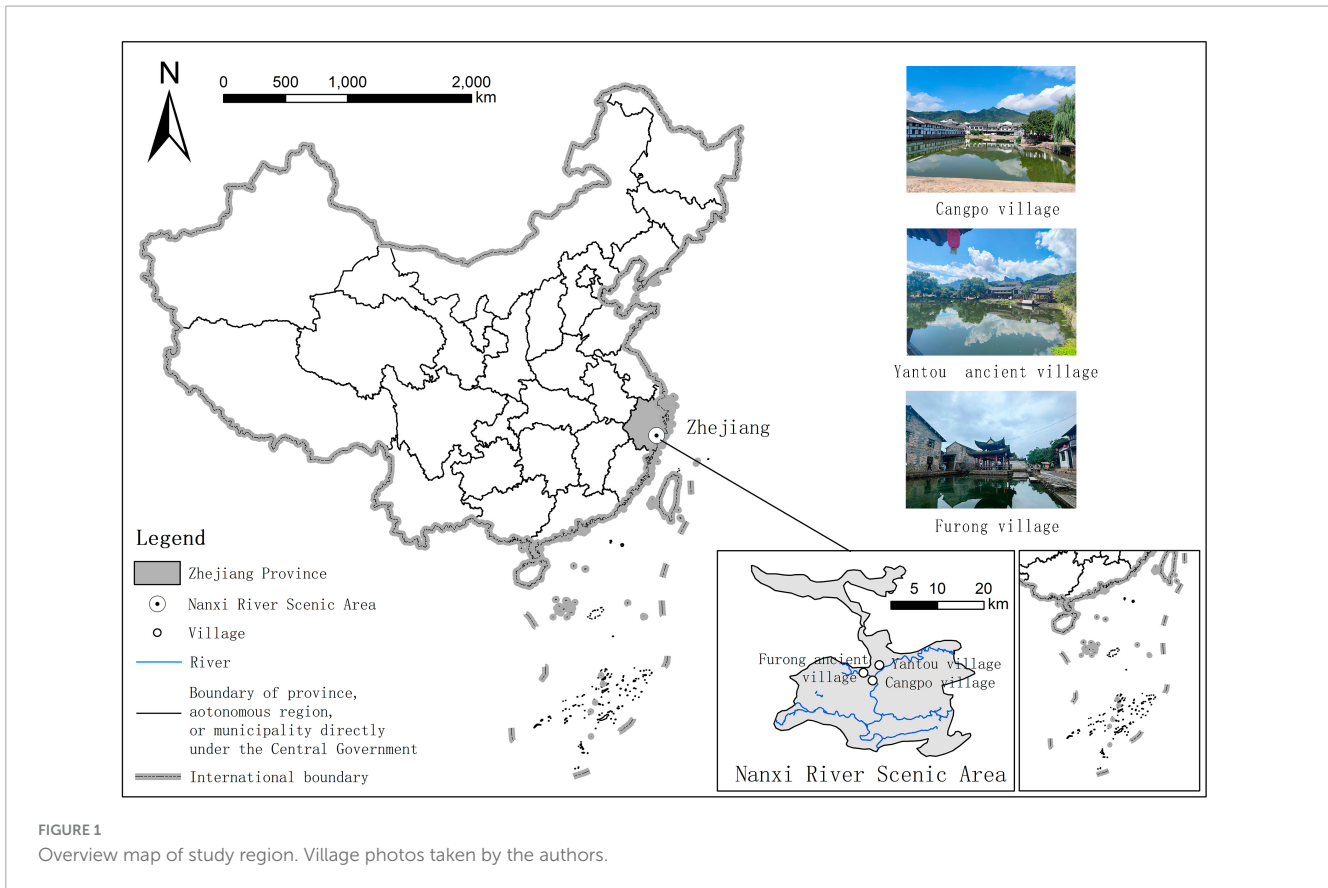 N
0 500 1,000 2,000
km
Cangpo village
Yantou ancient village
Zhejiang
Furong village
Legend
Zhejiang Province
Nanxi River Scenic Area
Village
River
Boundary of province,
aotonomous region,
or municipality directly
under the Central Government
International boundary
5 10 20
km
Furong ancient
village
Yantou village
Cangpo village
Nanxi River Scenic Area
FIGURE 1
Overview map of study region. Village photos taken by the authors.